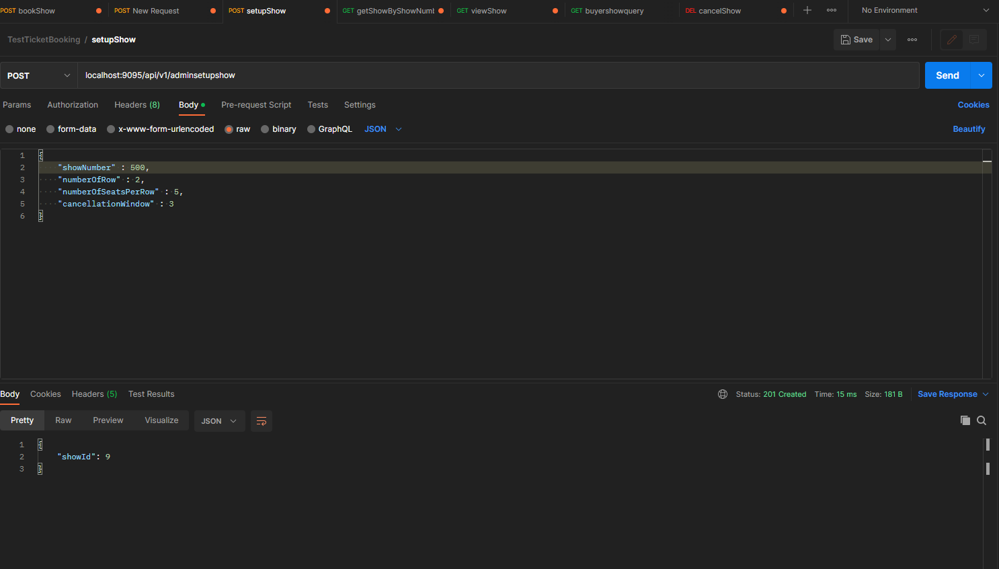 POST bookShow POST New Request POST setupShow GET getShowByShowNum GET viewShow GET buyershowquery DEL cancelShow No Environment
TestTicketBooking / setupShow Save
POST localhost:9095/api/v1/adminsetupshow Send
Params Authorization Headers (8) Body Pre-request Script Tests Settings Cookies
none form-data x-www-form-urlencoded raw binary GraphQL JSON Beautify
1 {
2 "showNumber" : 500,
3 "numberOfRow" : 2,
4 "numberOfSeatsPerRow" : 5,
5 "cancellationWindow" : 3
6 }
Body Cookies Headers (5) Test Results Status: 201 Created Time: 15 ms Size: 181 B Save Response
Pretty Raw Preview Visualize JSON
1 {
2 "showId": 9
3 }